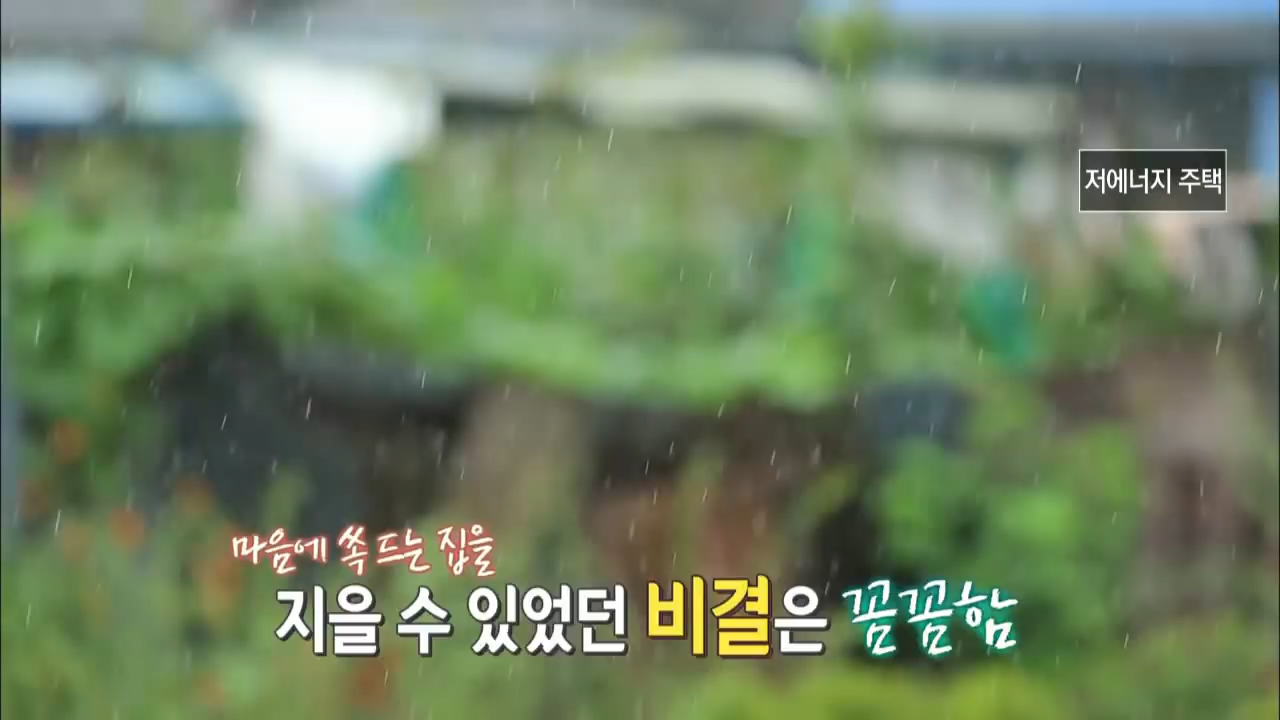 저에너지 주택
마음에 쏙 드는 집을
지을 수 있었던 비결은 꼼꼼함